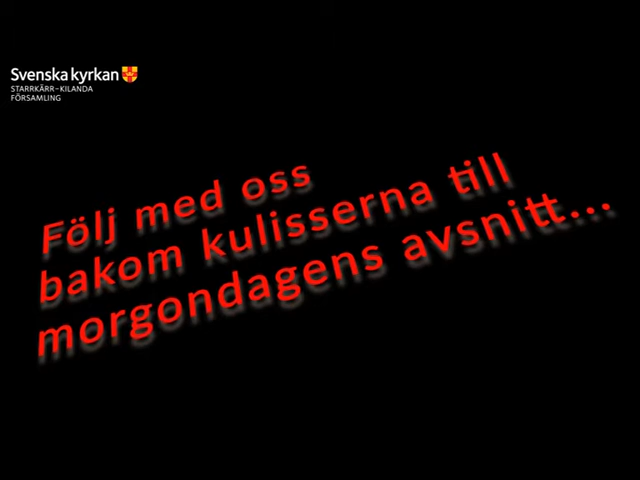 Svenska kyrkan
STARRKÄRR-KILANDA
FÖRSAMLING
Följ med oss
bakom kulisserna till
morgondagens avsnitt...